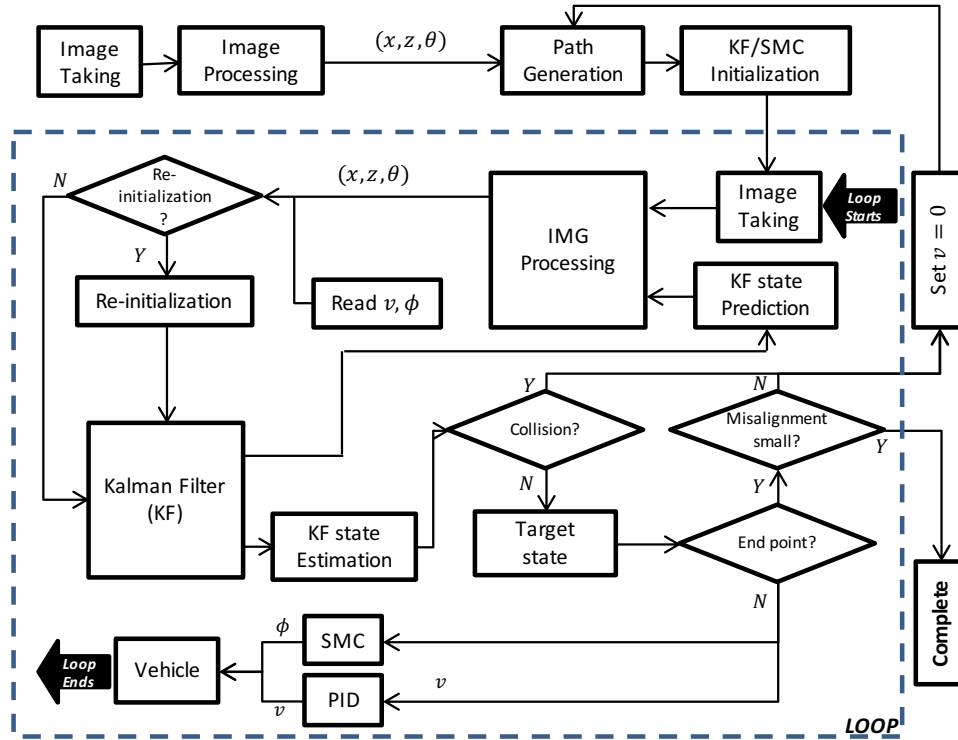 Image
Taking
Image
Processing
(x, z, θ)
Path
Generation
KF/SMC
Initialization
N
Re-
initialization
?
(x, z, θ)
Image
Taking
Loop
Starts
Set v = 0
IMG
Processing
Y
Re-initialization
Read v, ϕ
KF state
Prediction
Y
N
Collision?
Misalignment
small?
Y
Kalman Filter
(KF)
N
Y
KF state
Estimation
Target
state
End point?
N
Complete
ϕ
SMC
Loop
Ends
Vehicle
v
PID
v
LOOP